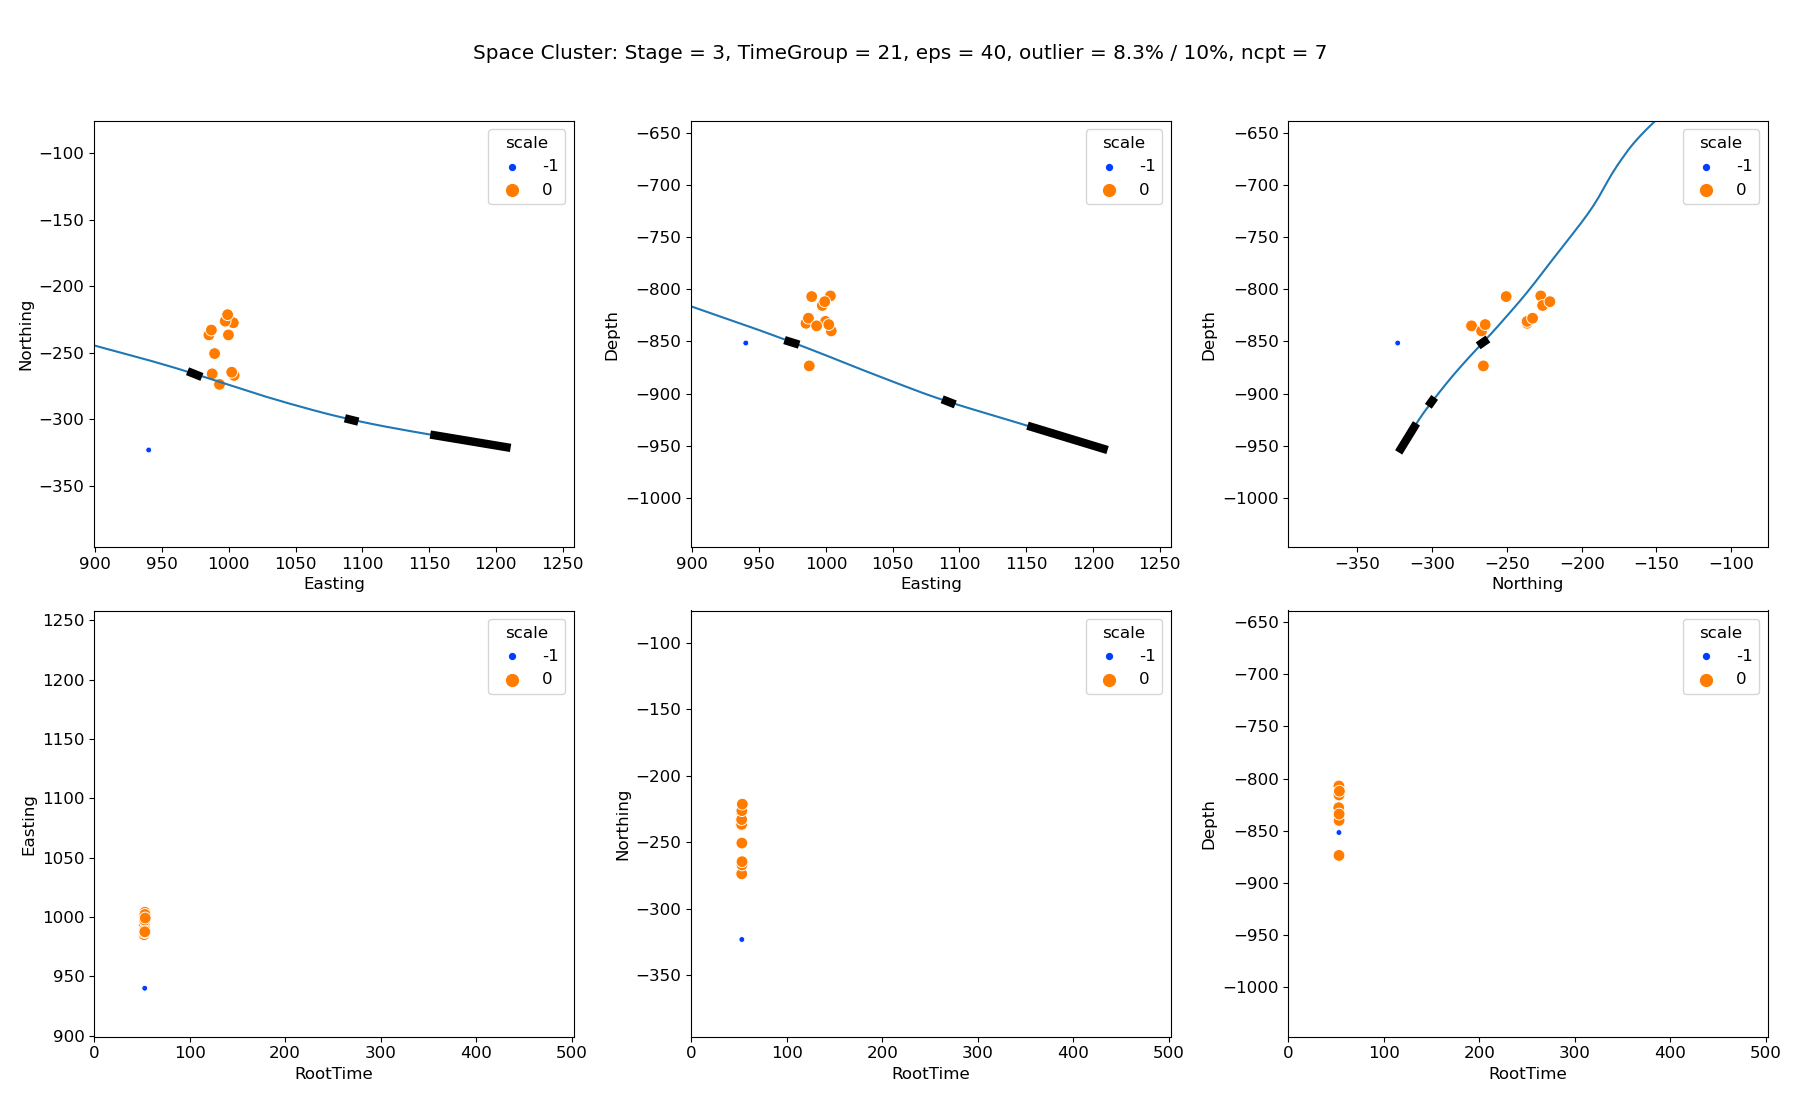 Space Cluster: Stage = 3, TimeGroup = 21, eps = 40, outlier = 8.3% / 10%, ncpt = 7
−100
−150
−200
−250
−300
−350
Northing
900 950 1000 1050 1100 1150 1200 1250
Easting
scale
-1
0
−650
−700
−750
−800
−850
−900
−950
−1000
Depth
900 950 1000 1050 1100 1150 1200 1250
Easting
scale
-1
0
−650
−700
−750
−800
−850
−900
−950
−1000
Depth
−350 −300 −250 −200 −150 −100
Northing
scale
-1
0
1250
1200
1150
1100
1050
1000
950
900
Easting
0 100 200 300 400 500
RootTime
scale
-1
0
−100
−150
−200
−250
−300
−350
Northing
0 100 200 300 400 500
RootTime
scale
-1
0
−650
−700
−750
−800
−850
−900
−950
−1000
Depth
0 100 200 300 400 500
RootTime
scale
-1
0